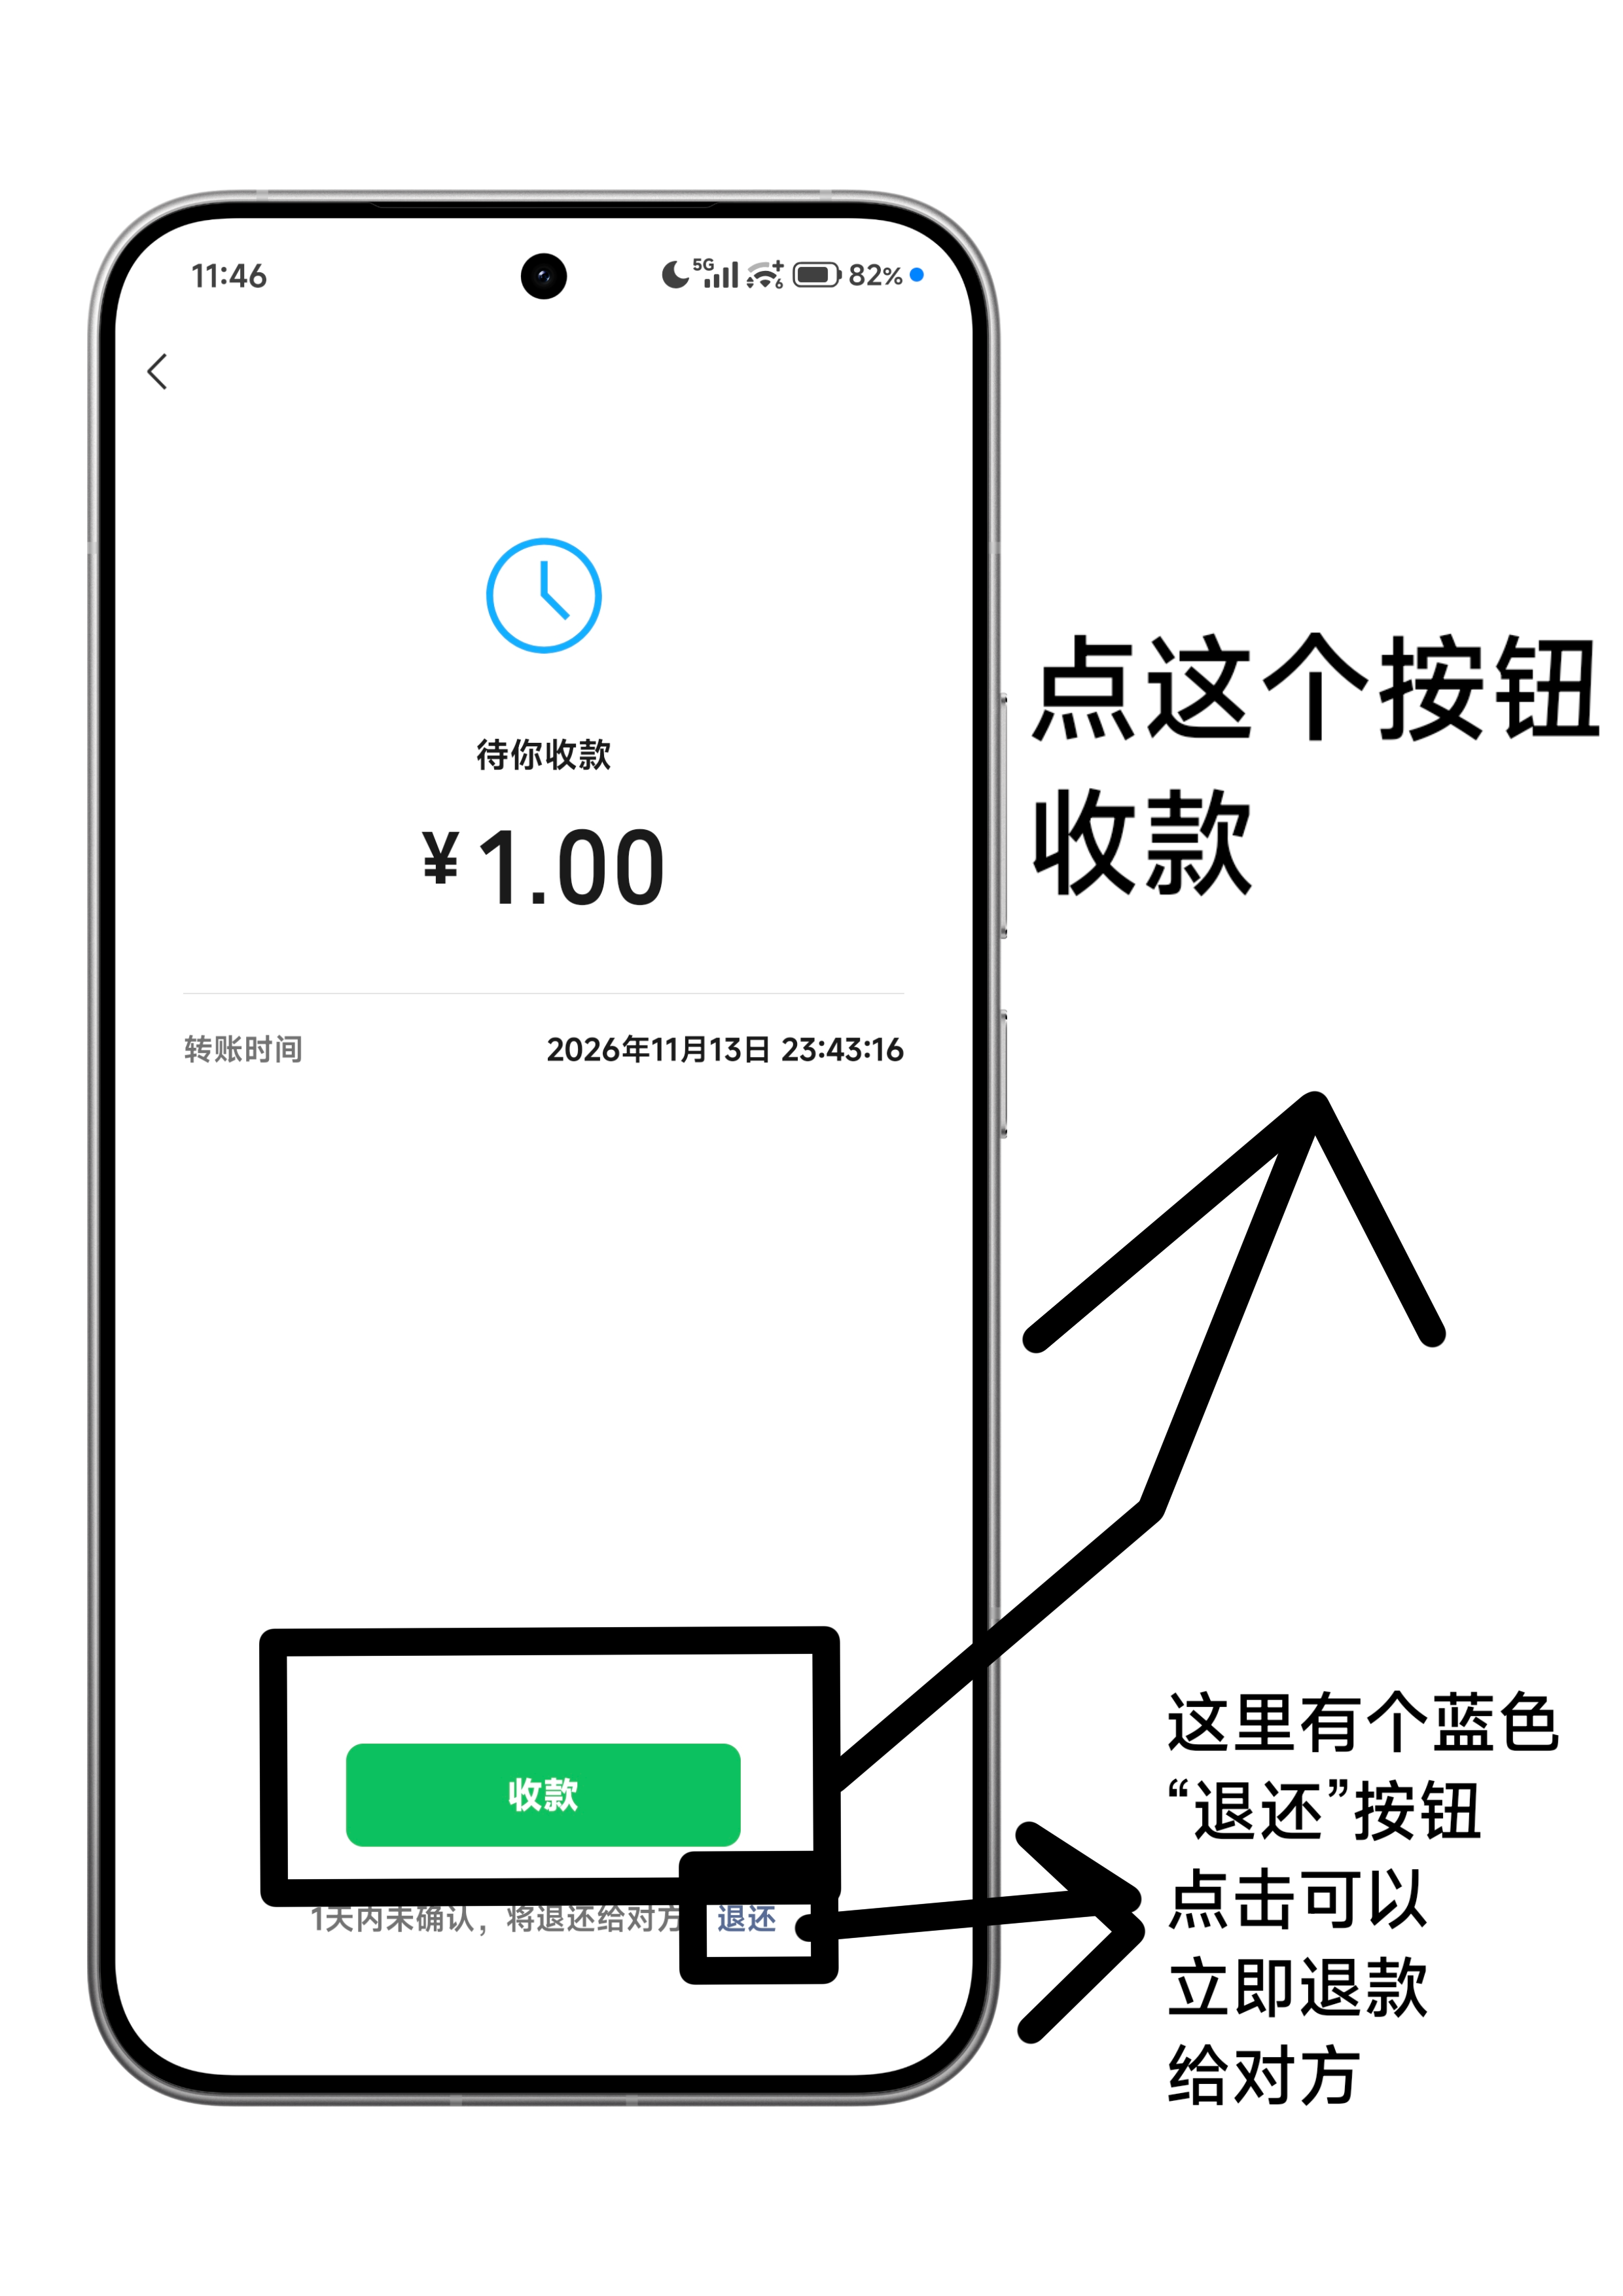 11:46
5G
6
82%
待你收款
¥1.00
转账时间 2026年11月13日 23:43:16
点这个按钮
收款
收款
1天内未确认，将退还给对方 退还
这里有个蓝色
“退还”按钮
点击可以
立即退款
给对方